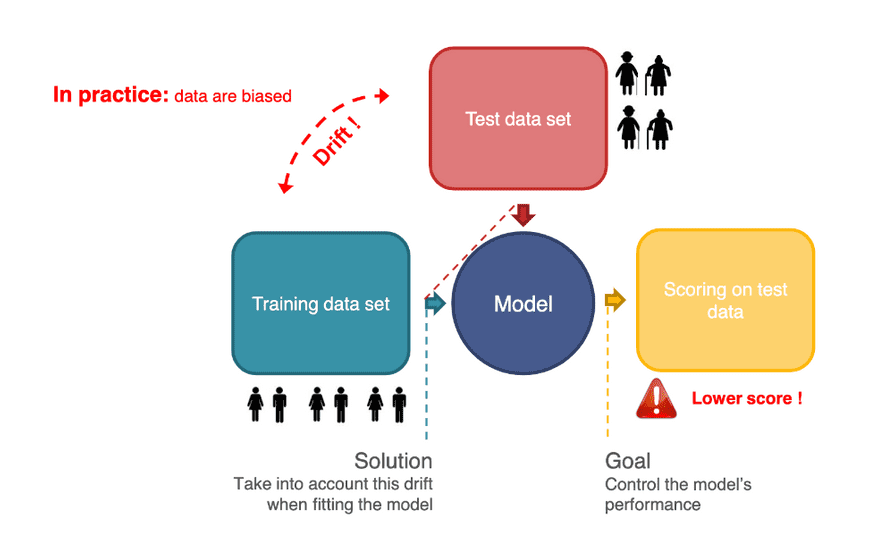 In practice: data are biased
Drift !
Test data set
Training data set
Model
Scoring on test
data
Lower score !
Solution
Take into account this drift
when fitting the model
Goal
Control the model's
performance